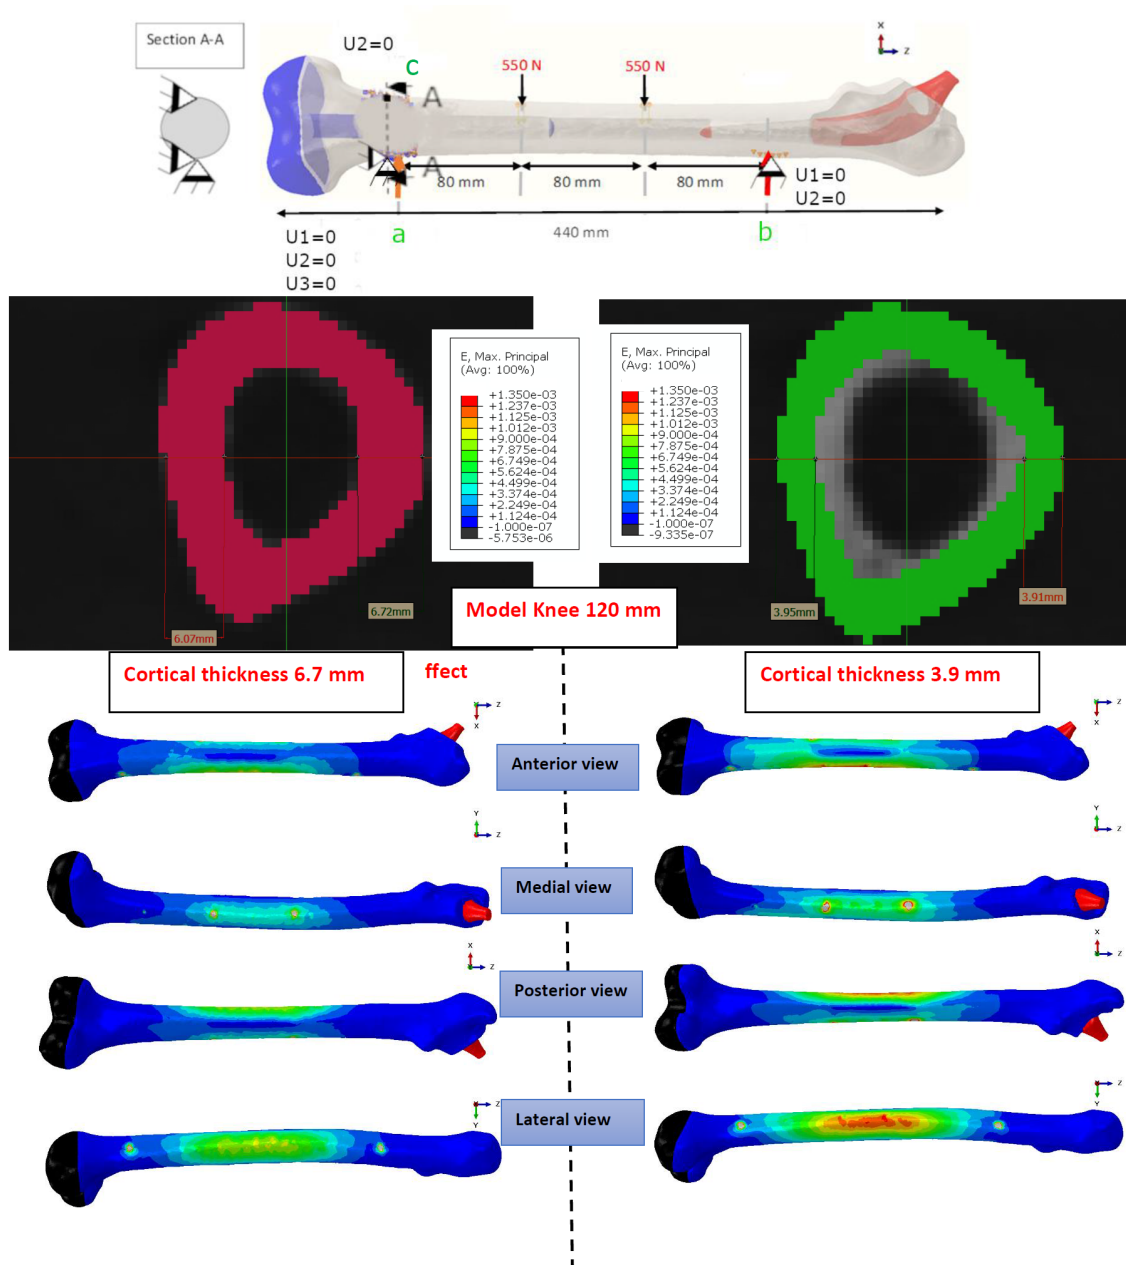 Section A-A
U2=0
c
A
550 N
550 N
X
Z
A
80 mm
80 mm
80 mm
U1=0
U2=0
a
440 mm
b
U1=0
U2=0
U3=0
E, Max. Principal
(Avg: 100%)
+1.350e-03
+1.237e-03
+1.125e-03
+1.012e-03
+9.000e-04
+7.875e-04
+6.749e-04
+5.624e-04
+4.499e-04
+3.374e-04
+2.249e-04
+1.124e-04
-1.000e-07
-5.753e-06
E, Max. Principal
(Avg: 100%)
+1.350e-03
+1.237e-03
+1.125e-03
+1.012e-03
+9.000e-04
+7.875e-04
+6.749e-04
+5.624e-04
+4.499e-04
+3.374e-04
+2.249e-04
+1.124e-04
-1.000e-07
-9.335e-07
6.07mm
6.72mm
3.95mm
3.91mm
Model Knee 120 mm
Cortical thickness 6.7 mm
ffect
Cortical thickness 3.9 mm
Z
X
Anterior view
Z
X
Y
Z
Medial view
Y
Z
X
Z
Posterior view
X
Z
Z
Y
Lateral view
Z
Y